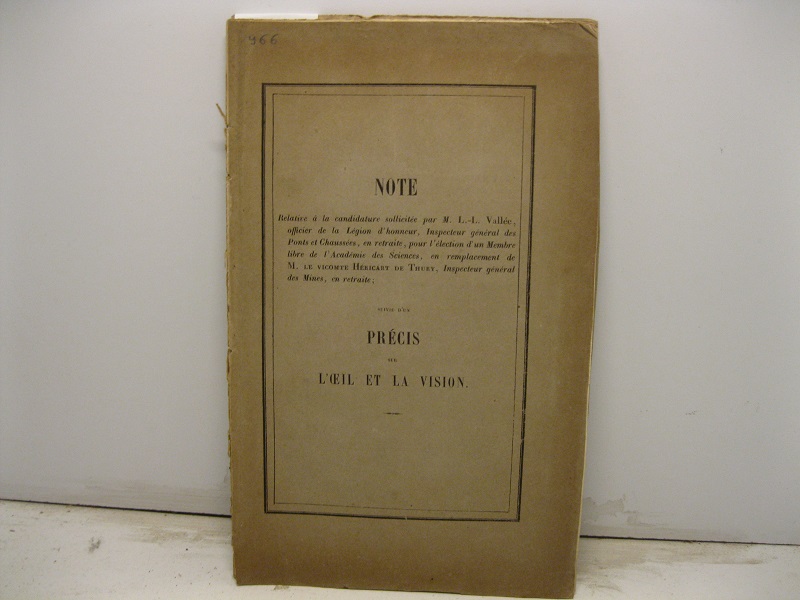 966
NOTE
Relative à la candidature sollicitée par M. L.-L. Vallée,
officier de la Légion d'honneur, Inspecteur général des
Ponts et Chaussées, en retraite, pour l'élection d'un Membre
libre de l'Académie des Sciences, en remplacement de
M. LE VICOMTE HÉRICART DE THURY, Inspecteur général
des Mines, en retraite;
SUIVIE D'UN
PRÉCIS
SUR
L'ŒIL ET LA VISION.